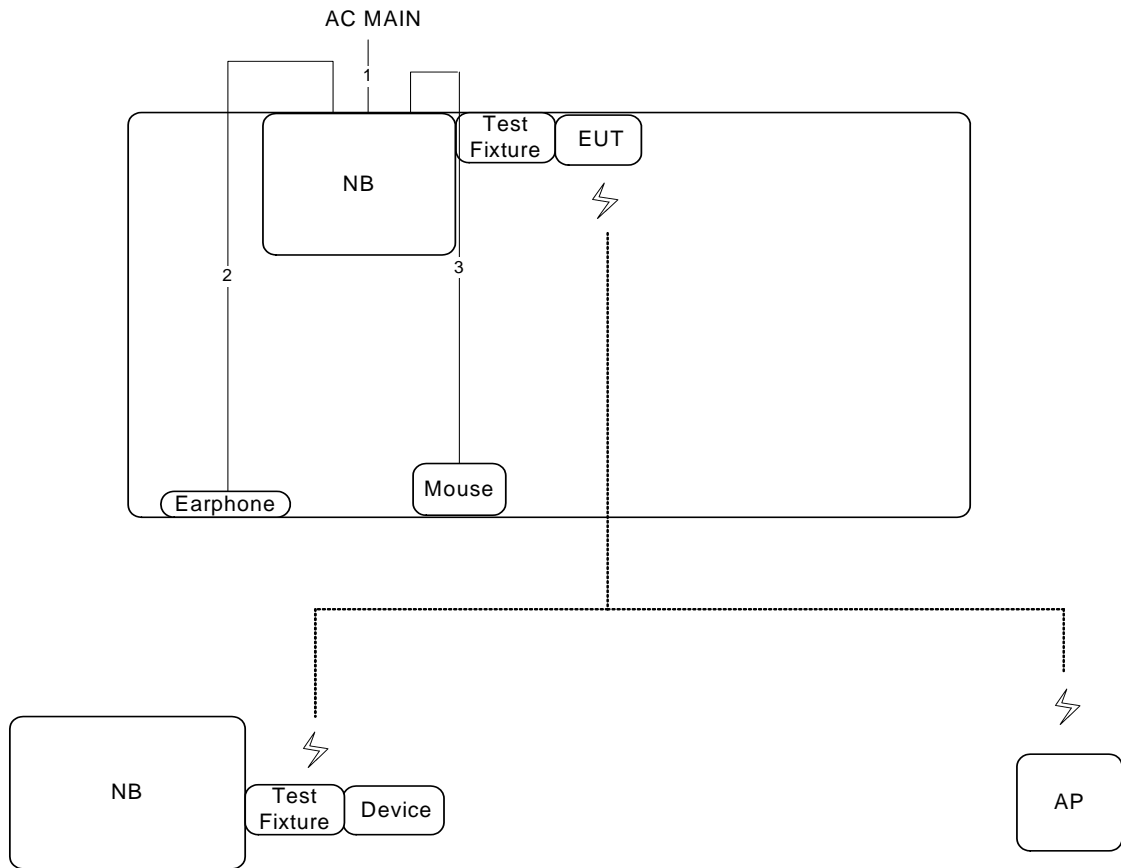 AC MAIN
1
Test
Fixture
EUT
NB
2
3
Mouse
Earphone
NB
Test
Fixture
Device
AP